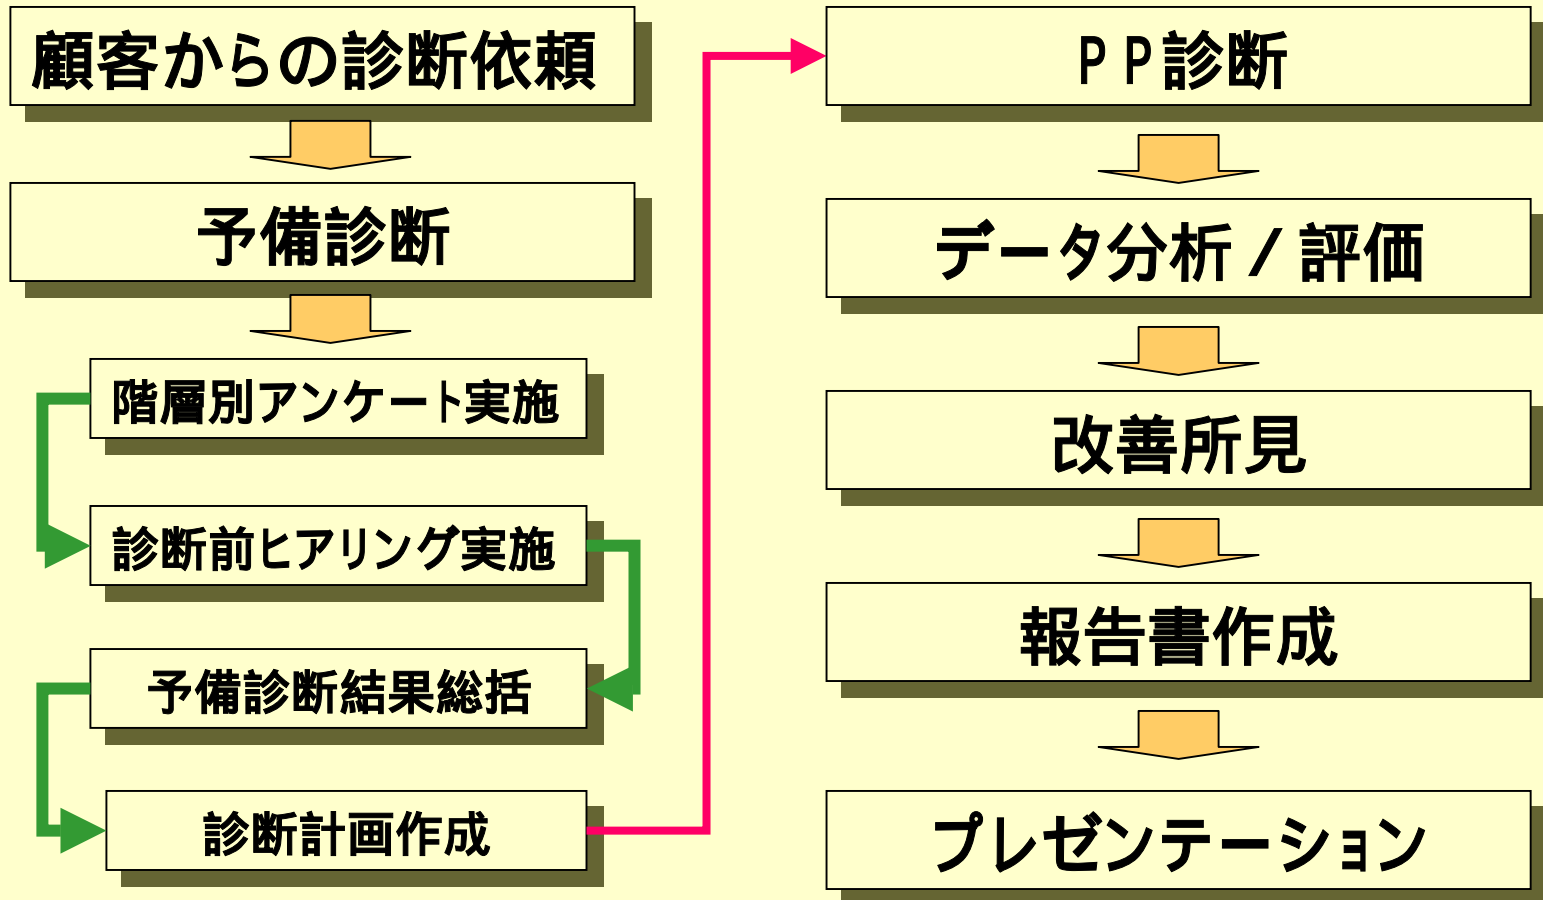 顧客からの診断依頼
予備診断
階層別アンケート実施
診断前ヒアリング実施
予備診断結果総括
診断計画作成
ＰＰ診断
データ分析／評価
改善所見
報告書作成
プレゼンテーション